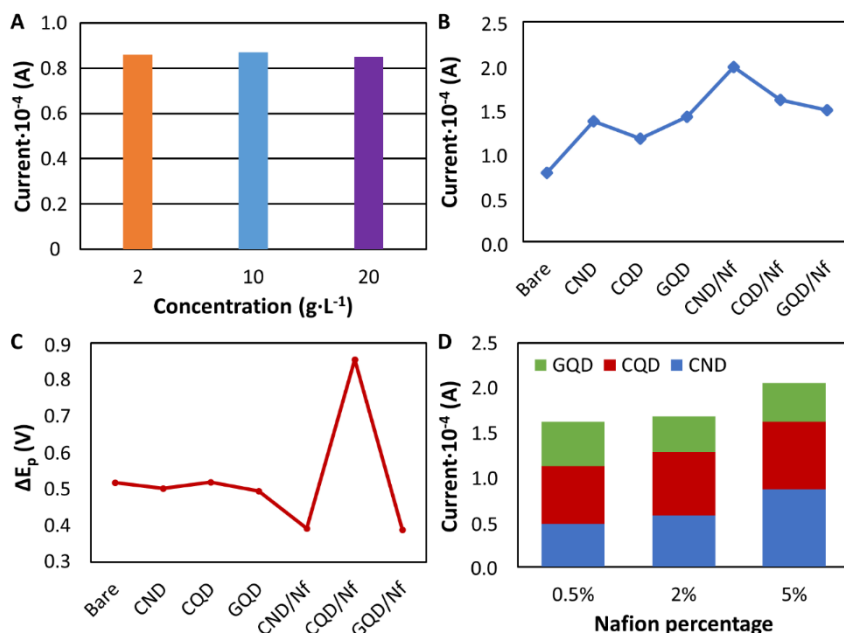 A
Current·10⁻⁴ (A)
1.0
0.8
0.6
0.4
0.2
0
2 10 20
Concentration (g·L⁻¹)
B
Current·10⁻⁴ (A)
2.5
2.0
1.5
1.0
0.5
0.0
Bare CND CQD GQD CND/Nf CQD/Nf GQD/Nf
C
ΔEₚ (V)
0.9
0.8
0.7
0.6
0.5
0.4
0.3
Bare CND CQD GQD CND/Nf CQD/Nf GQD/Nf
D
Current·10⁻⁴ (A)
2.5
2.0
1.5
1.0
0.5
0.0
GQD CQD CND
0.5% 2% 5%
Nafion percentage